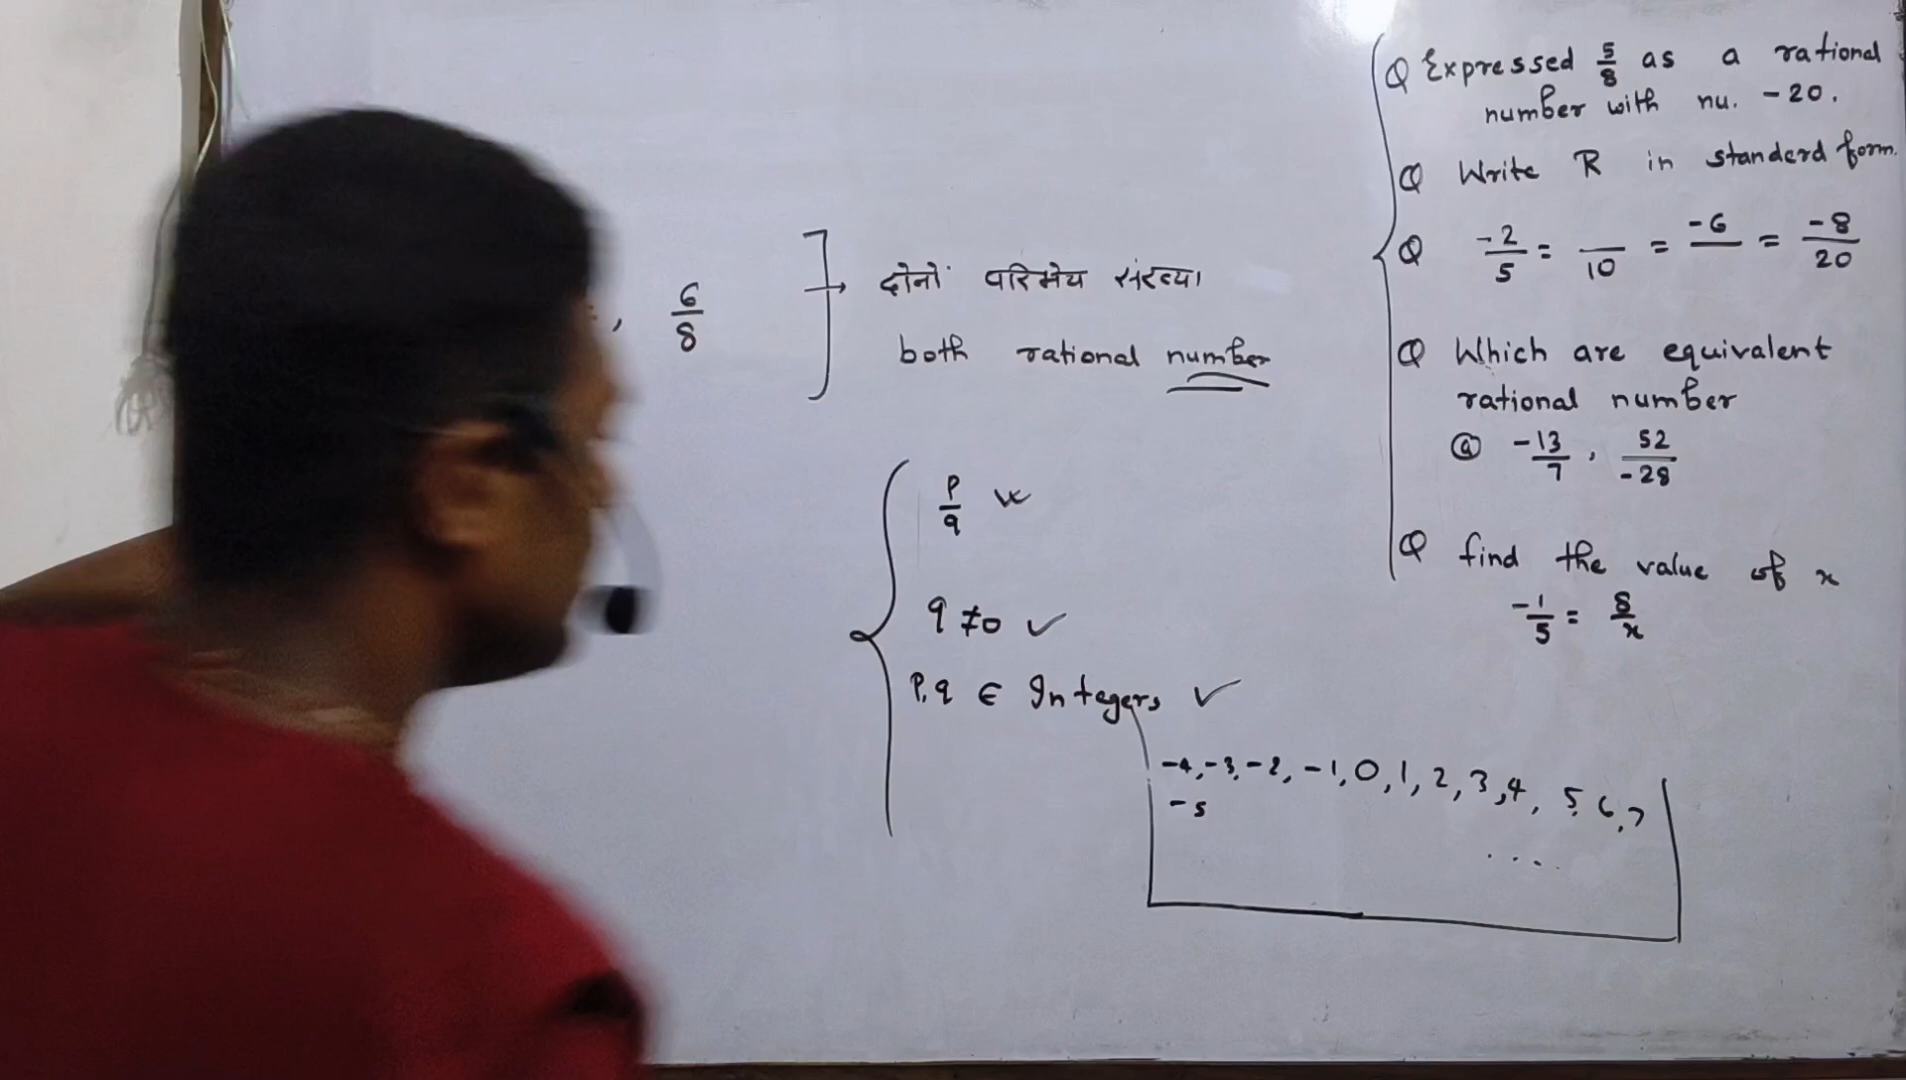 , 6/8
दोनों परिमेय संख्या
both rational number
p/q
q ≠ 0 ✓
P, q ∈ Integers ✓
-4, -3, -2, -1, 0, 1, 2, 3, 4, 5, 6, 7
-5
....
Q Expressed 5/8 as a rational
number with nu. -20.
Q Write R in standerd form.
Q -2/5 = /10 = -6/ = -8/20
Q Which are equivalent
rational number
@ -13/7 , 52/-28
Q find the value of x
-1/5 = 8/x